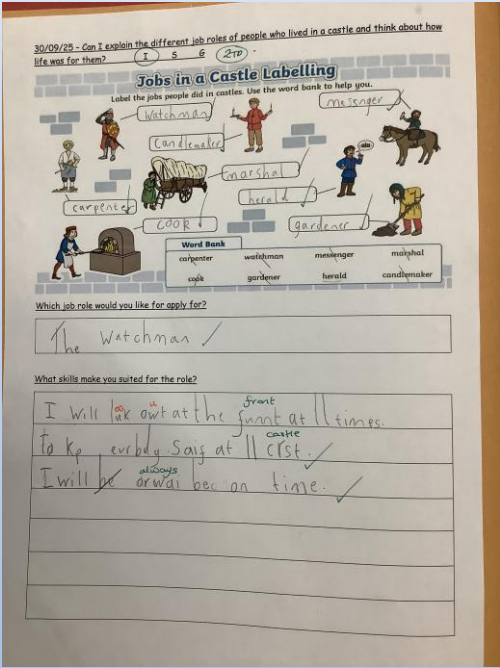 30/09/25 - Can I explain the different job roles of people who lived in a castle and think about how
life was for them? I S G 2TD
Jobs in a Castle Labelling
Label the jobs people did in castles. Use the word bank to help you.
messenger
watchman
candlemaker
marshal
herald
carpenter
cook
gardener
Word Bank
carpenter watchman messenger marshal
cook gardener herald candlemaker
Which job role would you like for apply for?
The Watchman
What skills make you suited for the role?
front
I will look out at the funnt at ll times.
castle
to kp evrbdy saif at ll crst.
always
I will be orwai bec on time.